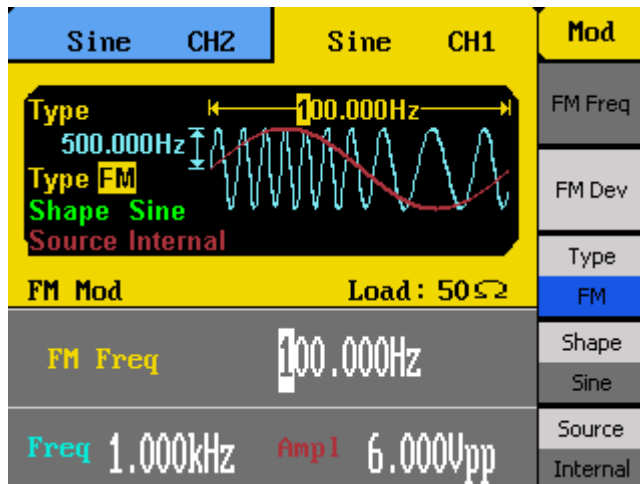 Sine CH2
Sine CH1
Mod
Type
100.000Hz
500.000Hz
Type FM
Shape Sine
Source Internal
FM Mod Load: 50Ω
FM Freq 100.000Hz
Freq 1.000kHz Ampl 6.000Vpp
FM Freq
FM Dev
Type
FM
Shape
Sine
Source
Internal